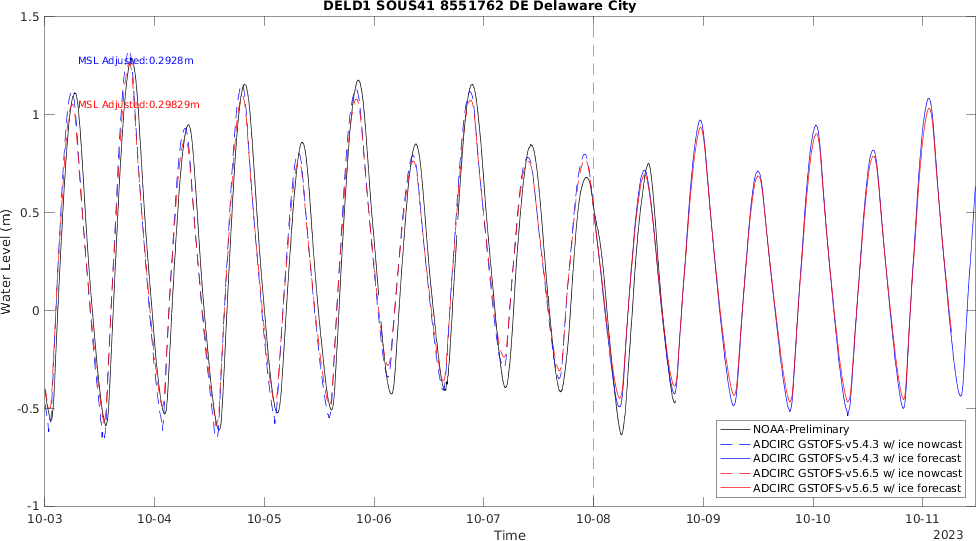 DELD1 SOUS41 8551762 DE Delaware City
1.5
MSL Adjusted:0.2928m
MSL Adjusted:0.29829m
1
0.5
0
-0.5
-1
Water Level (m)
NOAA-Preliminary
ADCIRC GSTOFS-v5.4.3 w/ ice nowcast
ADCIRC GSTOFS-v5.4.3 w/ ice forecast
ADCIRC GSTOFS-v5.6.5 w/ ice nowcast
ADCIRC GSTOFS-v5.6.5 w/ ice forecast
10-03 10-04 10-05 10-06 10-07 10-08 10-09 10-10 10-11
Time
2023